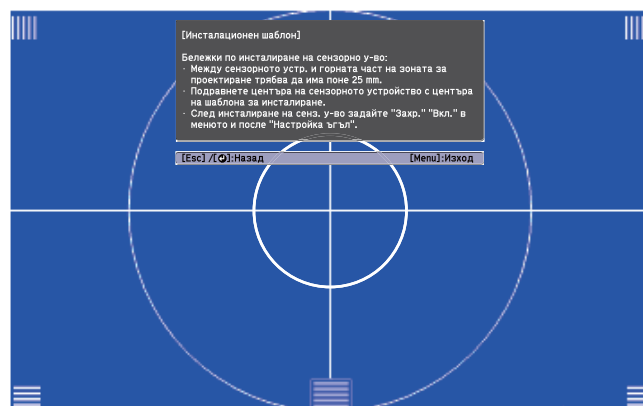 [Инсталационен шаблон]
Бележки по инсталиране на сензорно у-во:
· Между сензорното устр. и горната част на зоната за
проектиране трябва да има поне 25 mm.
· Подравнете центъра на сензорното устройство с центъра
на шаблона за инсталиране.
· След инсталиране на сенз. у-во задайте "Захр." "Вкл." в
менюто и после "Настройка ъгъл".
[Esc] /[⏎]:Назад [Menu]:Изход